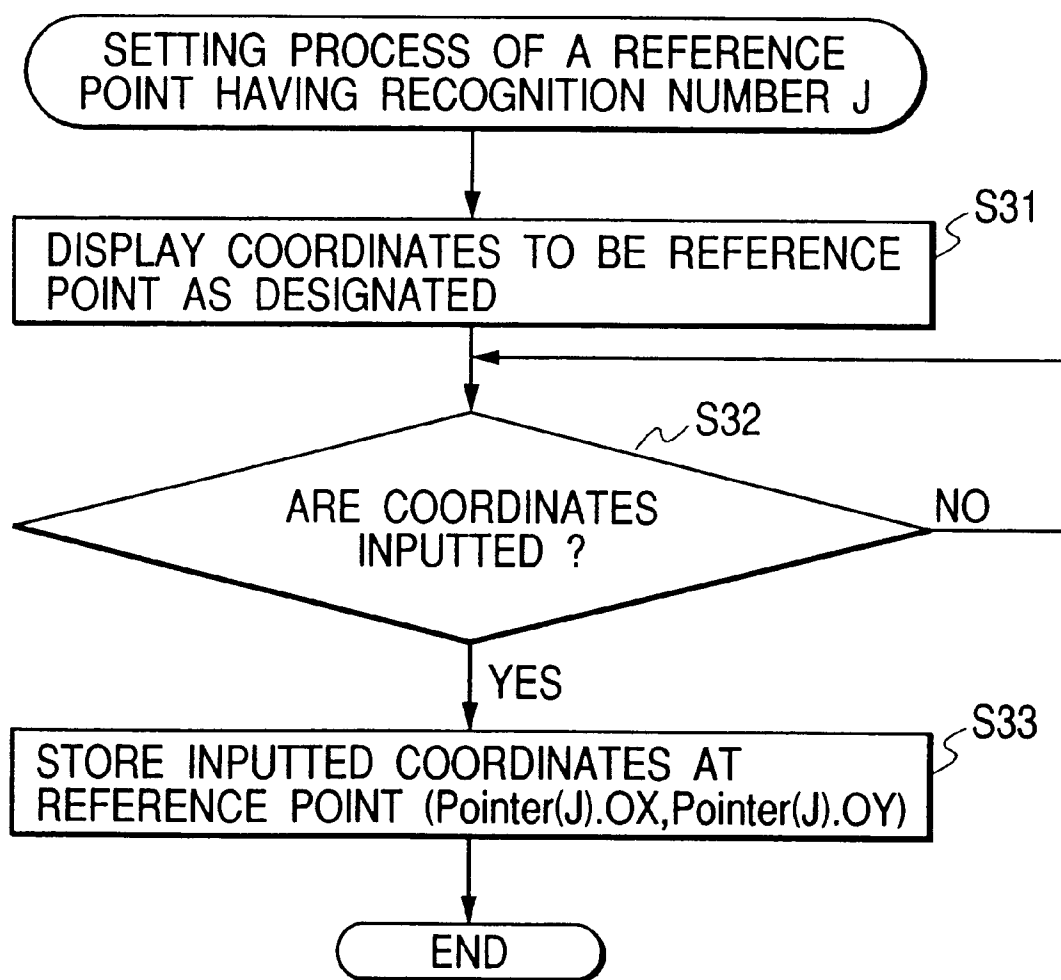 SETTING PROCESS OF A REFERENCE
POINT HAVING RECOGNITION NUMBER J
S31
DISPLAY COORDINATES TO BE REFERENCE
POINT AS DESIGNATED
S32
ARE COORDINATES
INPUTTED ?
NO
YES
S33
STORE INPUTTED COORDINATES AT
REFERENCE POINT (Pointer(J).OX,Pointer(J).OY)
END